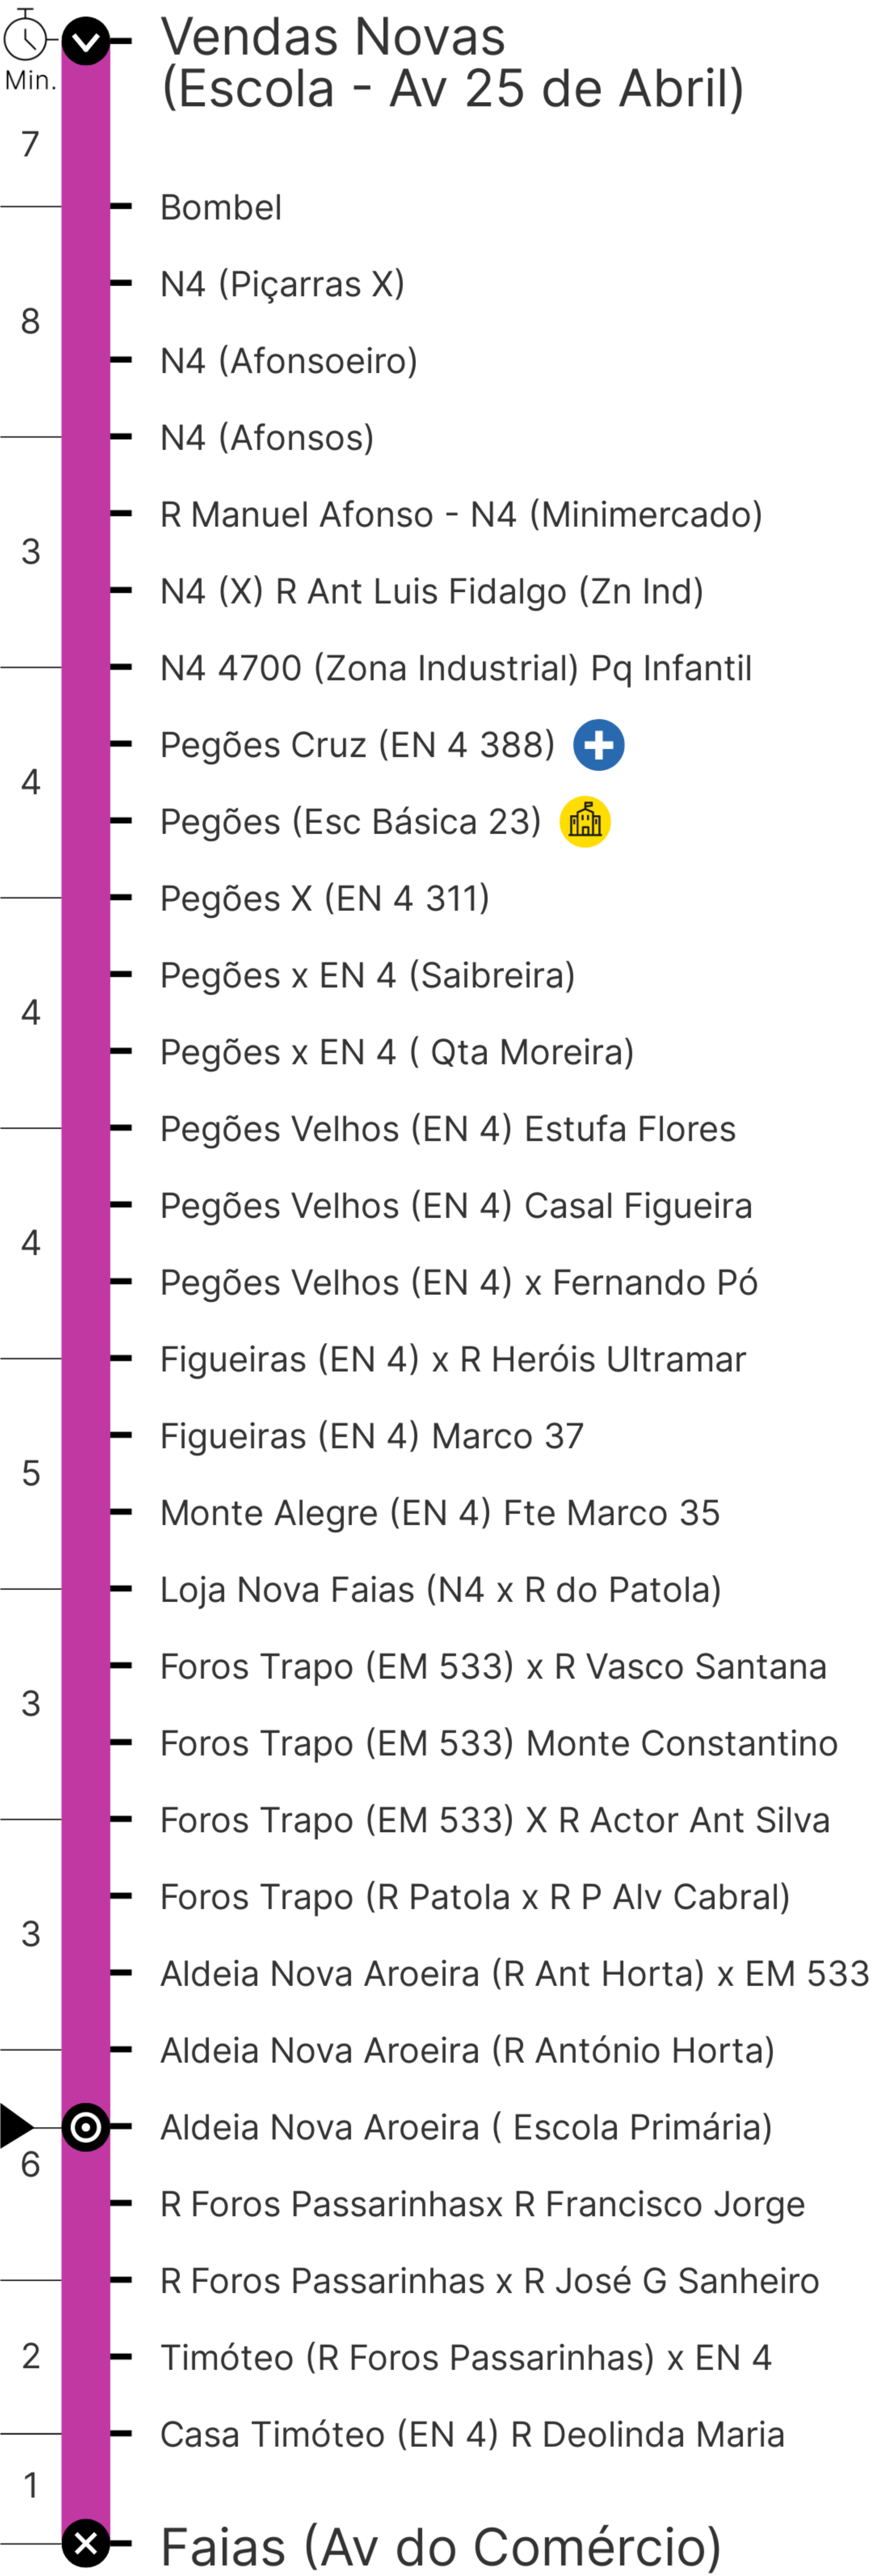 Vendas Novas
(Escola - Av 25 de Abril)
Min.
7
Bombel
N4 (Piçarras X)
8
N4 (Afonsoeiro)
N4 (Afonsos)
R Manuel Afonso - N4 (Minimercado)
3
N4 (X) R Ant Luis Fidalgo (Zn Ind)
N4 4700 (Zona Industrial) Pq Infantil
Pegões Cruz (EN 4 388)
4
Pegões (Esc Básica 23)
Pegões X (EN 4 311)
Pegões x EN 4 (Saibreira)
4
Pegões x EN 4 ( Qta Moreira)
Pegões Velhos (EN 4) Estufa Flores
Pegões Velhos (EN 4) Casal Figueira
4
Pegões Velhos (EN 4) x Fernando Pó
Figueiras (EN 4) x R Heróis Ultramar
Figueiras (EN 4) Marco 37
5
Monte Alegre (EN 4) Fte Marco 35
Loja Nova Faias (N4 x R do Patola)
Foros Trapo (EM 533) x R Vasco Santana
3
Foros Trapo (EM 533) Monte Constantino
Foros Trapo (EM 533) X R Actor Ant Silva
Foros Trapo (R Patola x R P Alv Cabral)
3
Aldeia Nova Aroeira (R Ant Horta) x EM 533
Aldeia Nova Aroeira (R António Horta)
Aldeia Nova Aroeira ( Escola Primária)
6
R Foros Passarinhasx R Francisco Jorge
R Foros Passarinhas x R José G Sanheiro
2
Timóteo (R Foros Passarinhas) x EN 4
Casa Timóteo (EN 4) R Deolinda Maria
1
Faias (Av do Comércio)